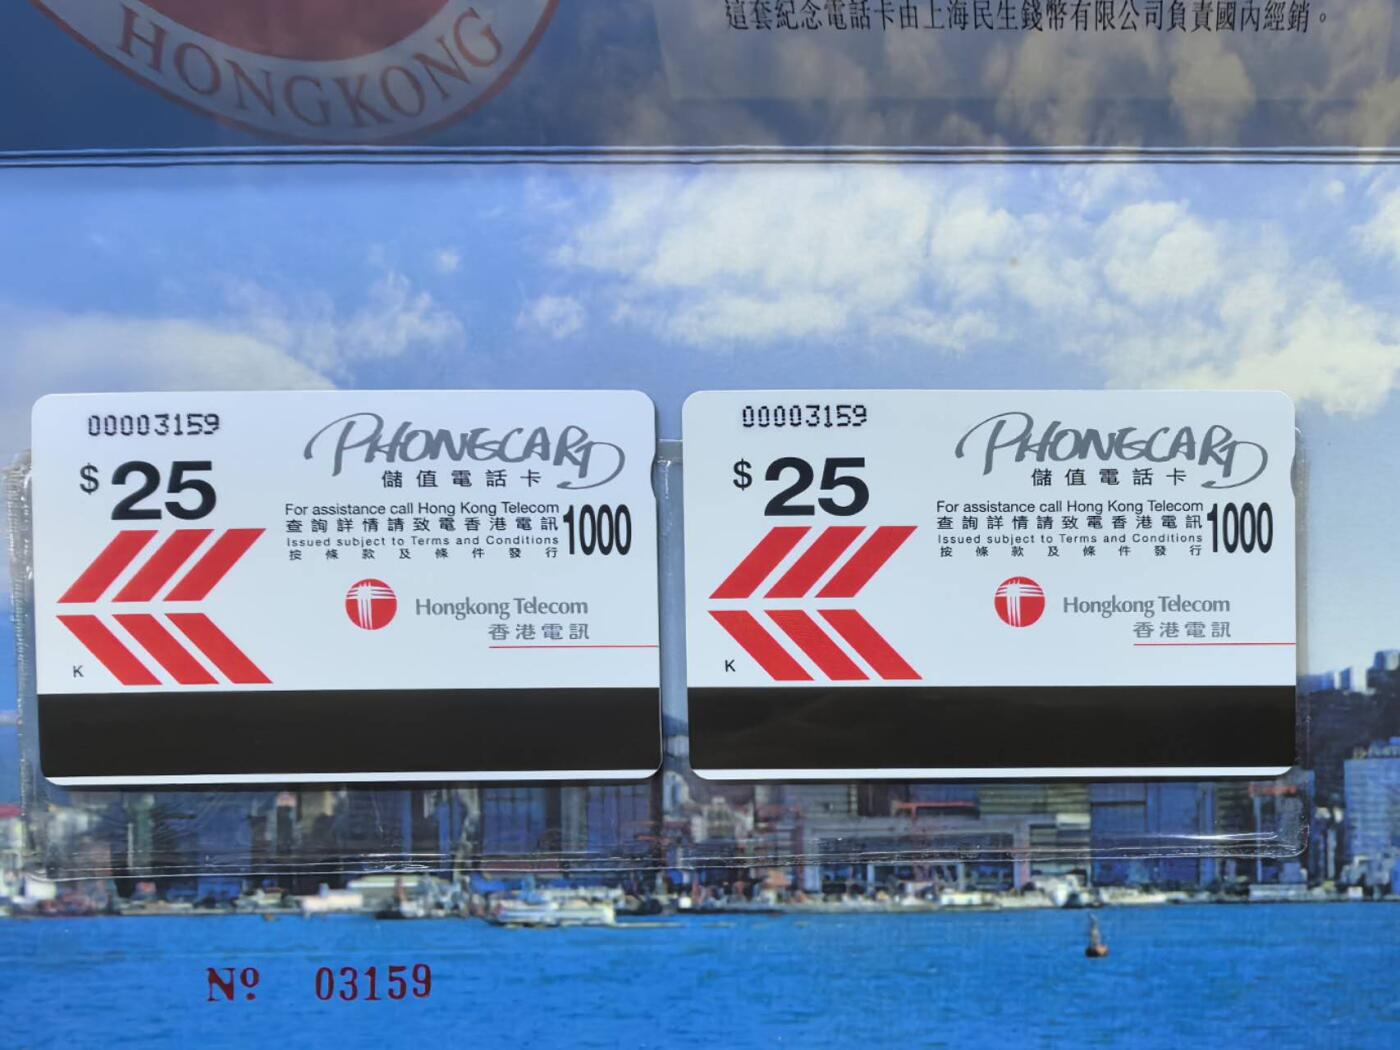 HONGKONG
這套紀念電話卡由上海民生錢幣有限公司負責國內經銷。
00003159
$25
PHONECARD
儲值電話卡
For assistance call Hong Kong Telecom
查詢詳情請致電香港電訊
Issued subject to Terms and Conditions
按條款及條件發行
1000
Hongkong Telecom
香港電訊
K
00003159
$25
PHONECARD
儲值電話卡
For assistance call Hong Kong Telecom
查詢詳情請致電香港電訊
Issued subject to Terms and Conditions
按條款及條件發行
1000
Hongkong Telecom
香港電訊
K
Nº 03159